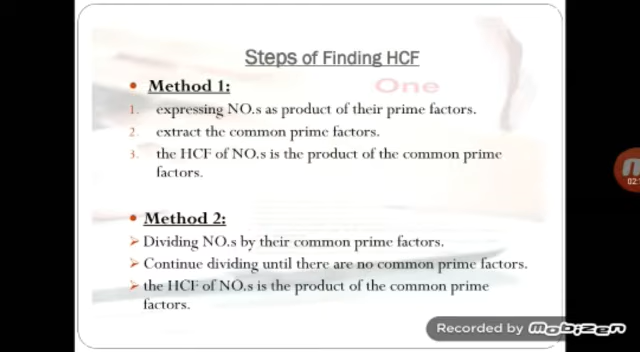 Steps of Finding HCF
• Method 1:
One
1. expressing NO.s as product of their prime factors.
2. extract the common prime factors.
3. the HCF of NO.s is the product of the common prime
factors.
• Method 2:
➢ Dividing NO.s by their common prime factors.
➢ Continue dividing until there are no common prime factors.
➢ the HCF of NO.s is the product of the common prime
factors.
Recorded by mobizen